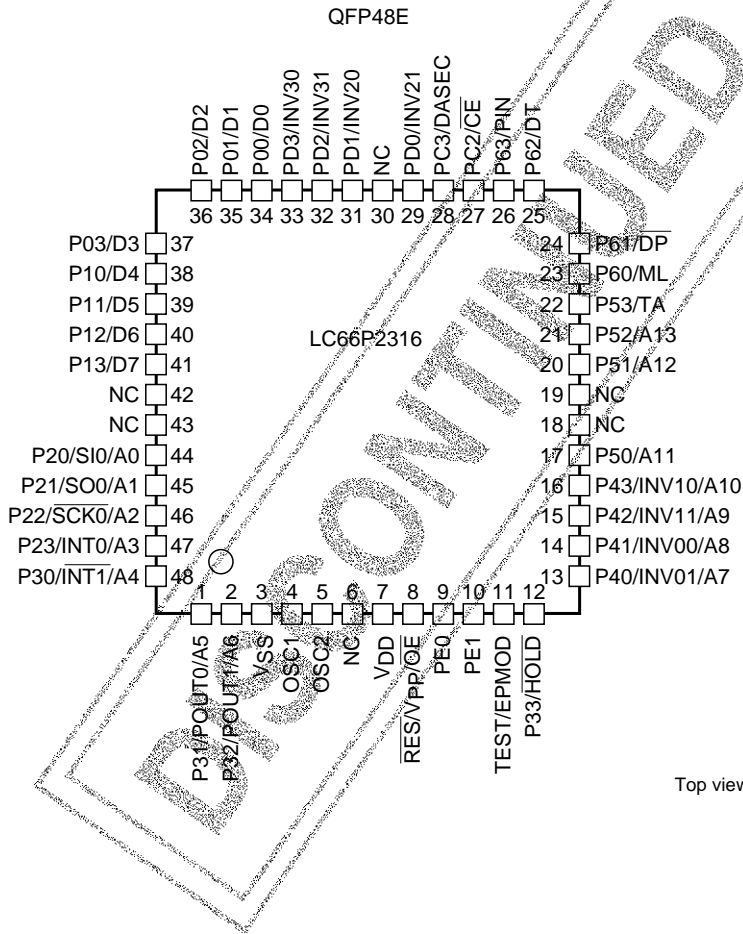 QFP48E
P02/D2
P01/D1
P00/D0
PD3/INV30
PD2/INV31
PD1/INV20
NC
PD0/INV21
PC3/DASEC
PC2/CE
P63/PIN
P62/DT
36 35 34 33 32 31 30 29 28 27 26 25
P03/D3 37
P10/D4 38
P11/D5 39
P12/D6 40
P13/D7 41
NC 42
NC 43
P20/SI0/A0 44
P21/SO0/A1 45
P22/SCK0/A2 46
P23/INT0/A3 47
P30/INT1/A4 48
LC66P2316
24 P61/DP
23 P60/ML
22 P53/TA
21 P52/A13
20 P51/A12
19 NC
18 NC
17 P50/A11
16 P43/INV10/A10
15 P42/INV11/A9
14 P41/INV00/A8
13 P40/INV01/A7
1 2 3 4 5 6 7 8 9 10 11 12
P31/POUT0/A5
P32/POUT1/A6
VSS
OSC1
OSC2
NC
VDD
RES/VPP/OE
PE0
PE1
TEST/EPMOD
P33/HOLD
Top view
DISCONTINUED